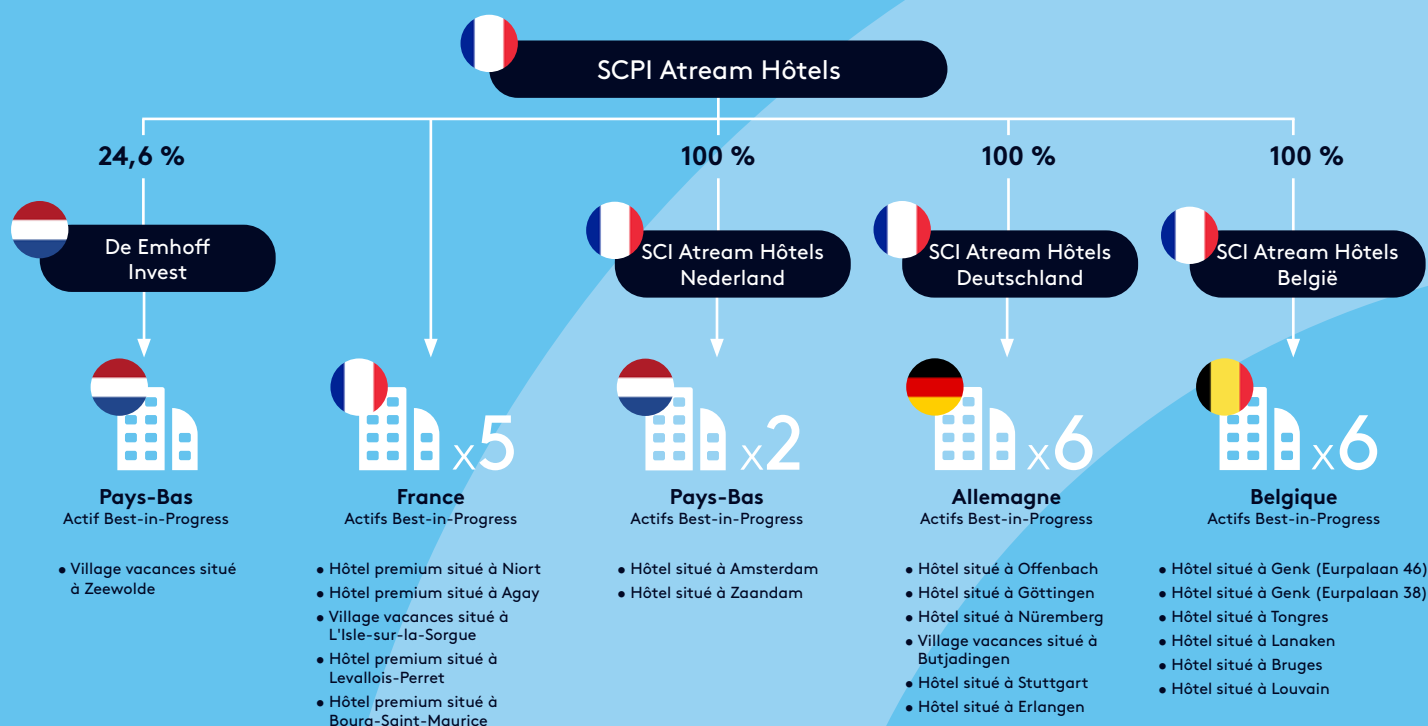 SCPI Atream Hôtels
24,6 %
100 %
100 %
100 %
De Emhoff
Invest
SCI Atream Hôtels
Nederland
SCI Atream Hôtels
Deutschland
SCI Atream Hôtels
België
x5
x2
x6
x6
Pays-Bas
Actif Best-in-Progress
• Village vacances situé
à Zeewolde
France
Actifs Best-in-Progress
• Hôtel premium situé à Niort
• Hôtel premium situé à Agay
• Village vacances situé à
L'Isle-sur-la-Sorgue
• Hôtel premium situé à
Levallois-Perret
• Hôtel premium situé à
Bourg-Saint-Maurice
Pays-Bas
Actifs Best-in-Progress
• Hôtel situé à Amsterdam
• Hôtel situé à Zaandam
Allemagne
Actifs Best-in-Progress
• Hôtel situé à Offenbach
• Hôtel situé à Göttingen
• Hôtel situé à Nüremberg
• Village vacances situé à
Butjadingen
• Hôtel situé à Stuttgart
• Hôtel situé à Erlangen
Belgique
Actifs Best-in-Progress
• Hôtel situé à Genk (Eurpalaan 46)
• Hôtel situé à Genk (Eurpalaan 38)
• Hôtel situé à Tongres
• Hôtel situé à Lanaken
• Hôtel situé à Bruges
• Hôtel situé à Louvain